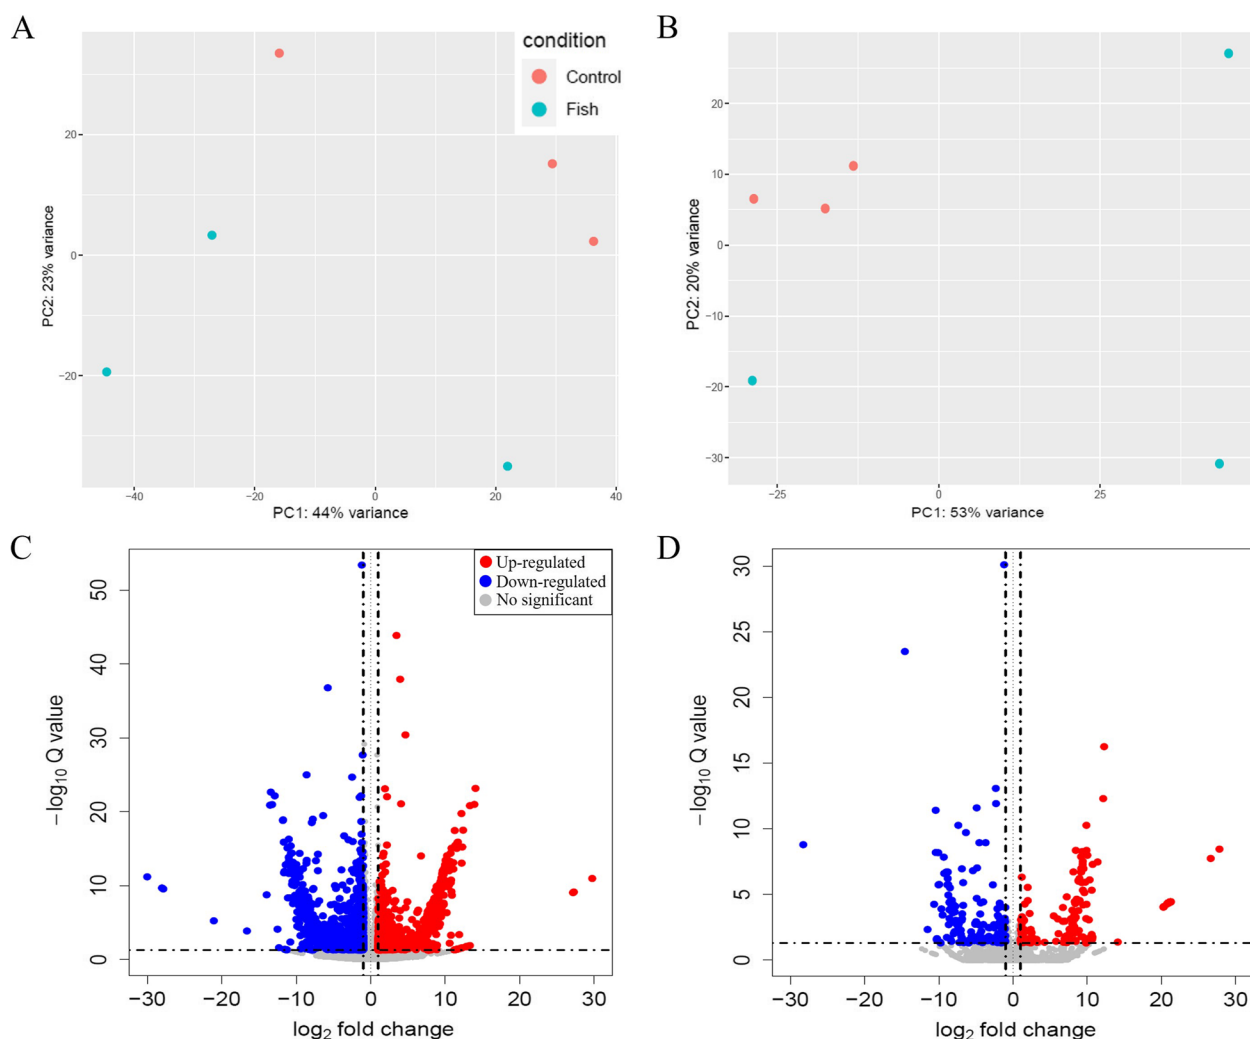 A
condition
Control
Fish
20
0
−20
PC2: 23% variance
−40
−20
0
20
40
PC1: 44% variance
B
20
10
0
−10
−20
−30
PC2: 20% variance
−25
0
25
PC1: 53% variance
C
Up-regulated
Down-regulated
No significant
50
40
30
20
10
0
−log10 Q value
−30
−20
−10
0
10
20
30
log2 fold change
D
30
25
20
15
10
5
0
−log10 Q value
−30
−20
−10
0
10
20
30
log2 fold change